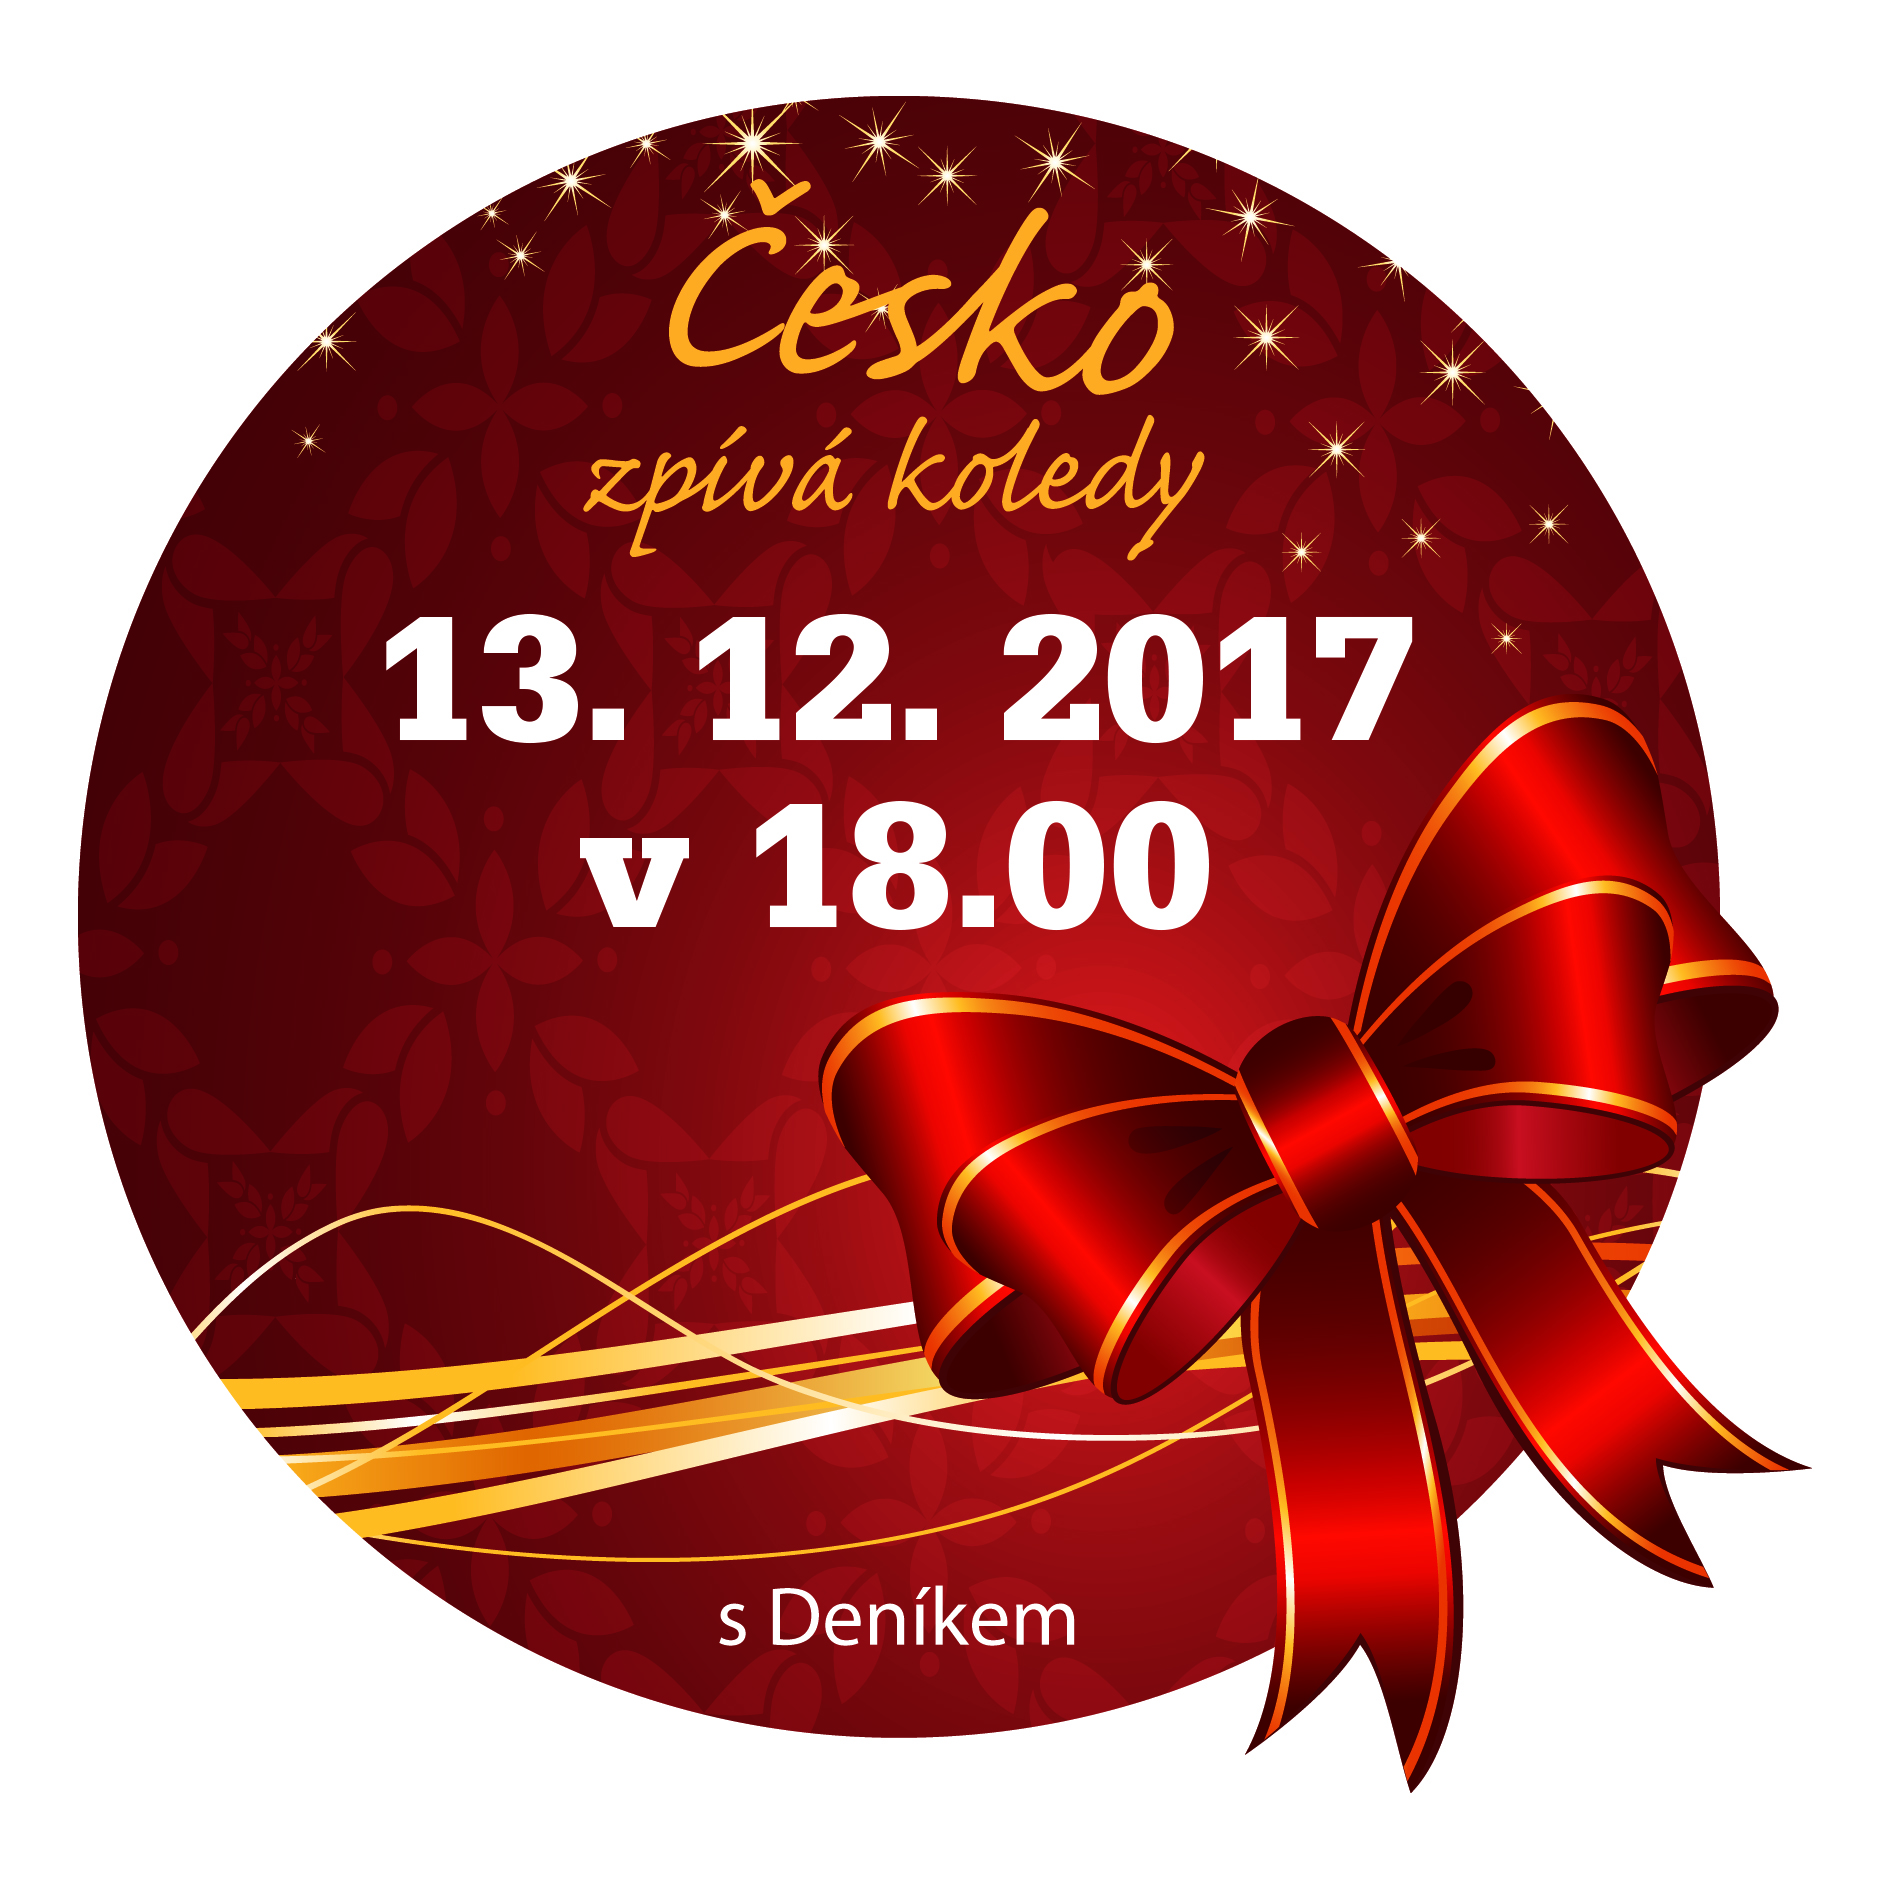 Česko
zpívá koledy
13. 12. 2017
v 18.00
s Deníkem